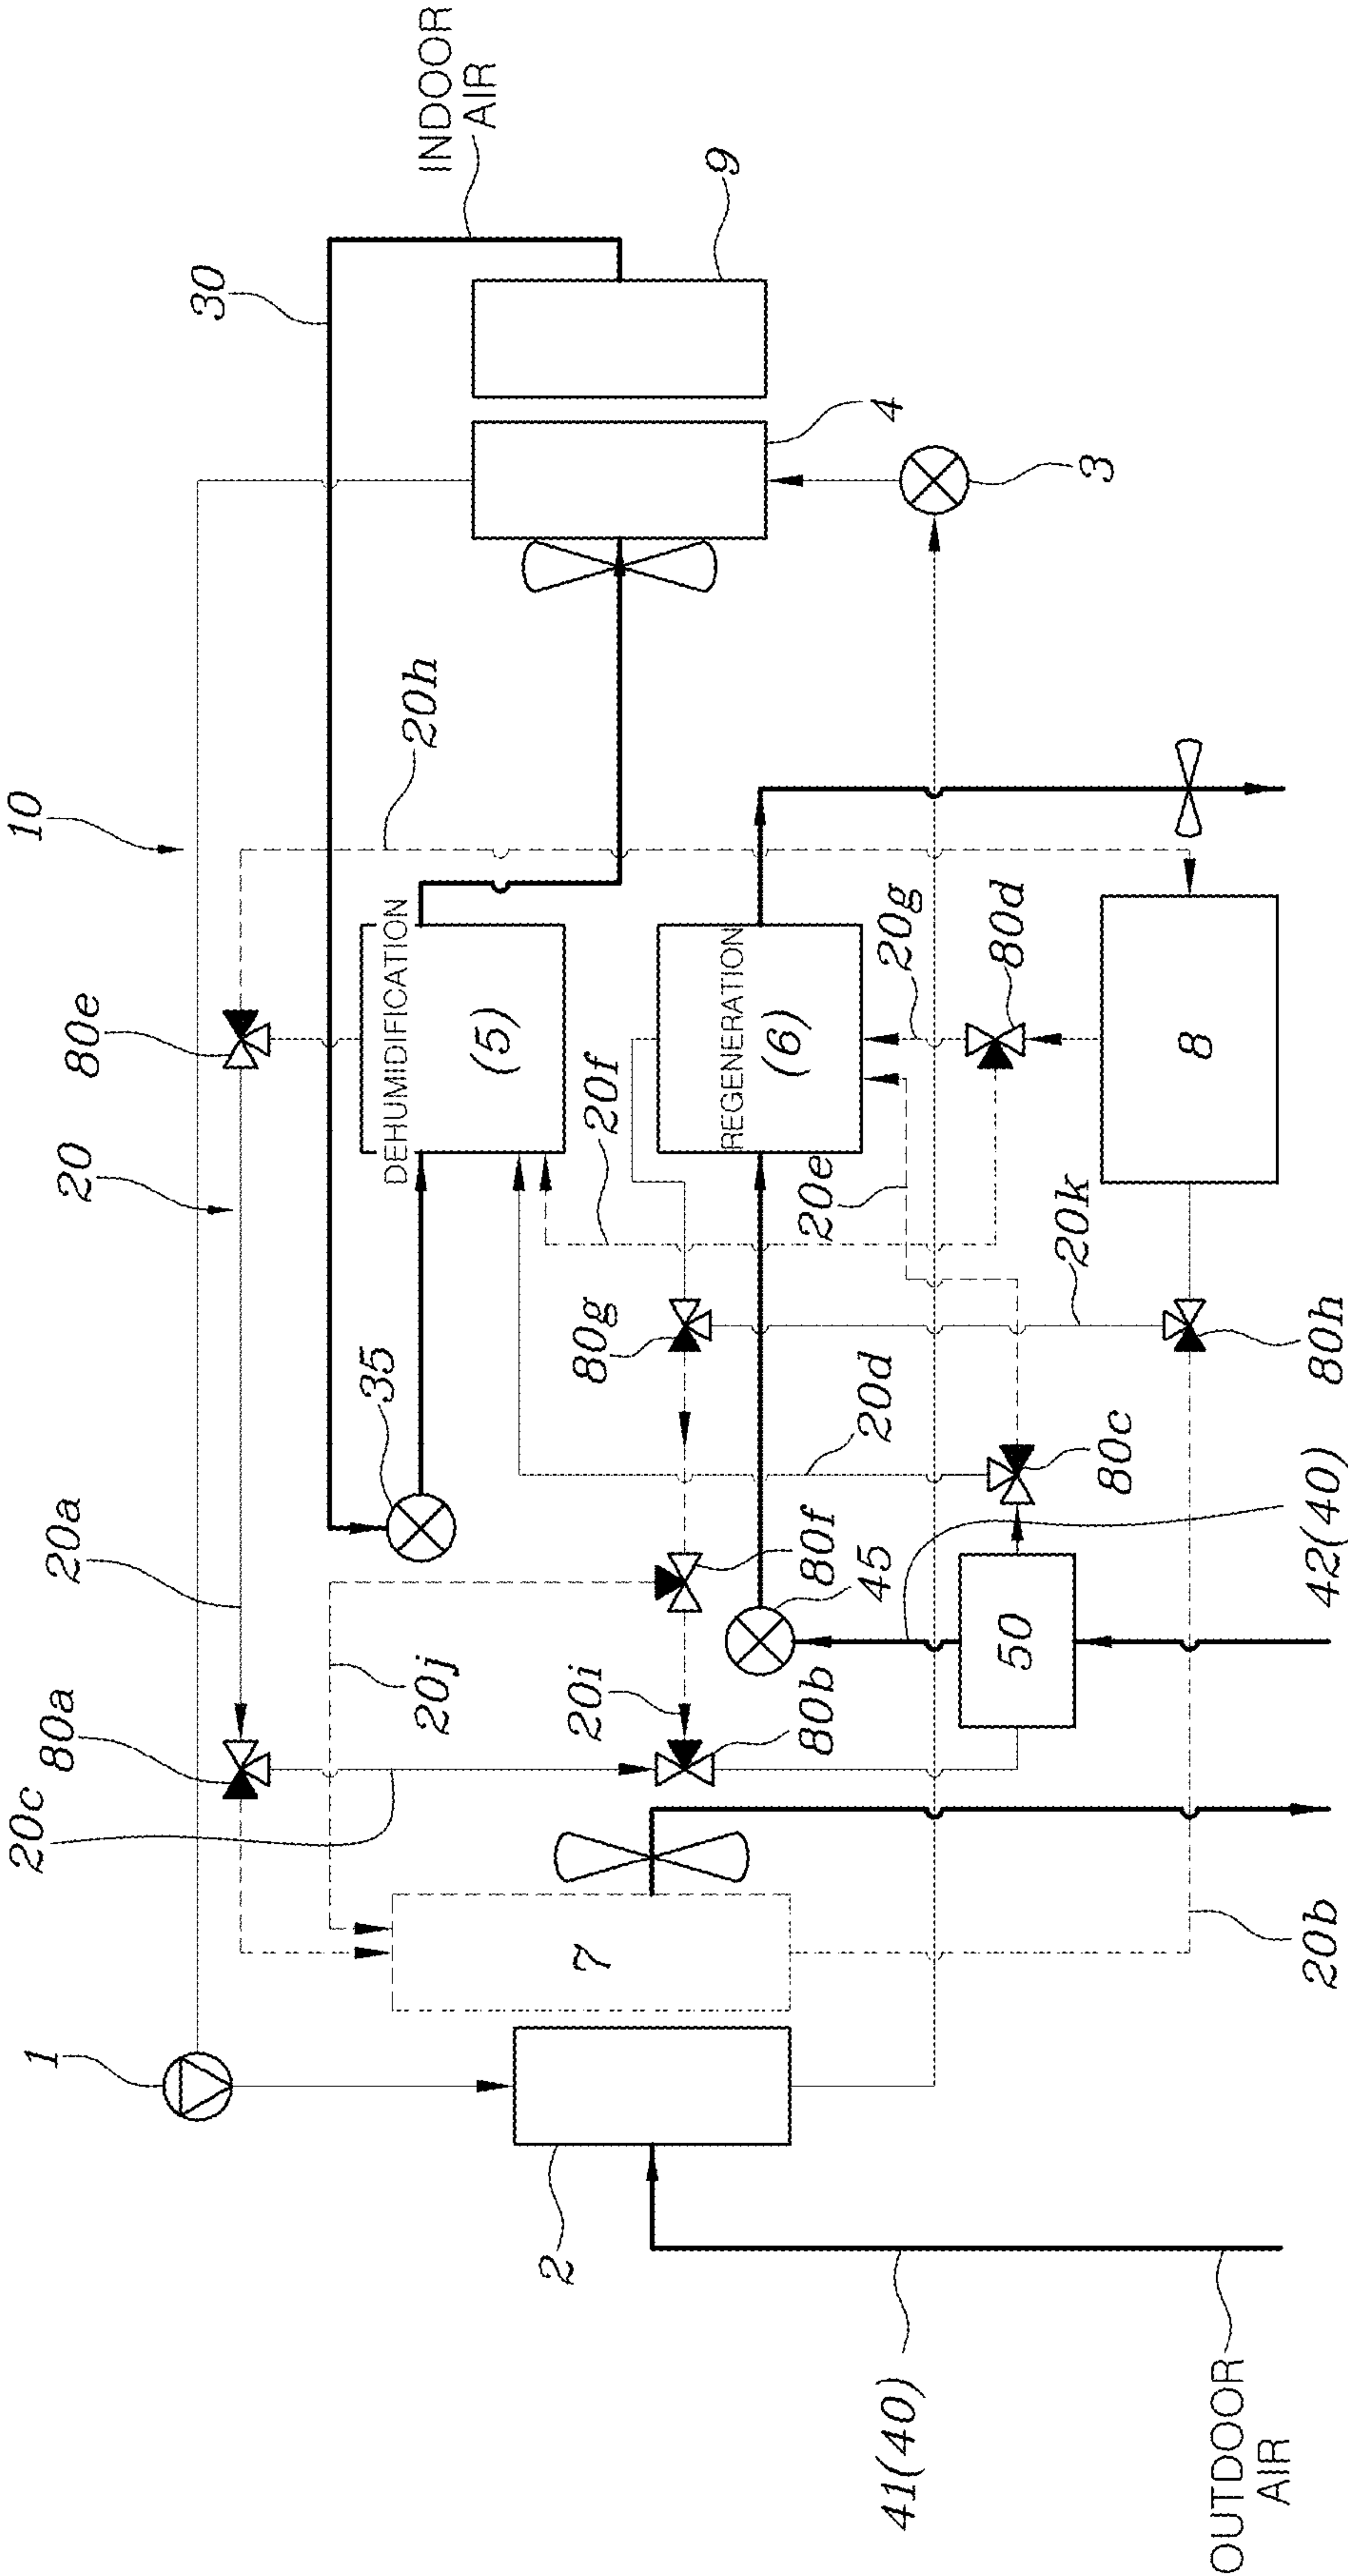 10
20
20a
80a
20c
1
80e
30
INDOOR
AIR
35
DEHUMIDIFICATION
(5)
20h
9
4
3
20f
80g
20j
20i
7
2
80f
45
80b
20d
20e
REGENERATION
(6)
20g
80d
8
20k
80h
80c
50
42(40)
20b
41(40)
OUTDOOR
AIR